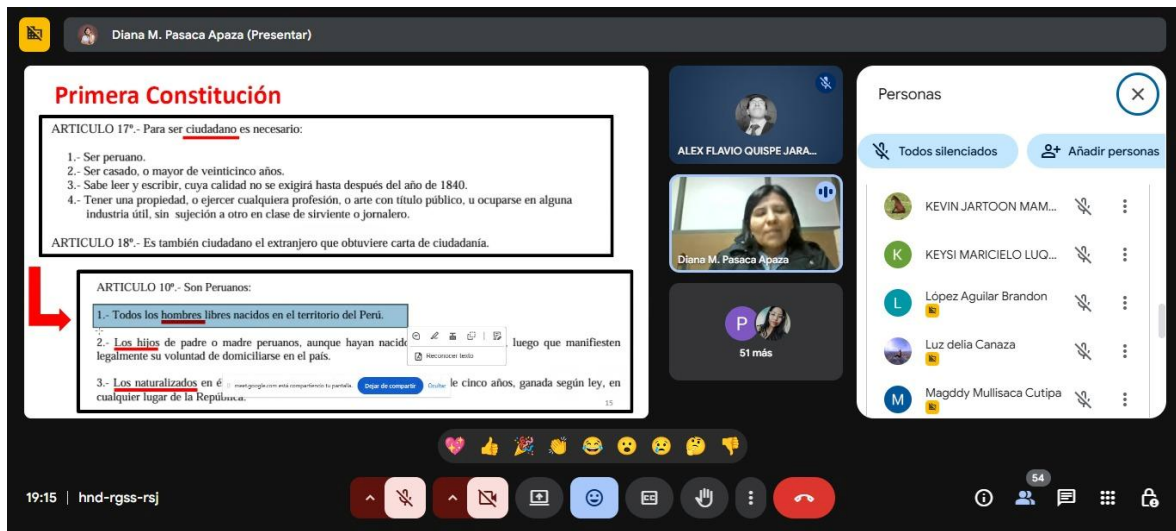 Diana M. Pasaca Apaza (Presentar)
Primera Constitución
ARTICULO 17º.- Para ser ciudadano es necesario:
1.- Ser peruano.
2.- Ser casado, o mayor de veinticinco años.
3.- Sabe leer y escribir, cuya calidad no se exigirá hasta después del año de 1840.
4.- Tener una propiedad, o ejercer cualquiera profesión, o arte con título público, u ocuparse en alguna
industria útil, sin sujeción a otro en clase de sirviente o jornalero.
ARTICULO 18º.- Es también ciudadano el extranjero que obtuviere carta de ciudadanía.
ARTICULO 10º.- Son Peruanos:
1.- Todos los hombres libres nacidos en el territorio del Perú.
2.- Los hijos de padre o madre peruanos, aunque hayan nacido luego que manifiesten
legalmente su voluntad de domiciliarse en el país.
Reconocer texto
3.- Los naturalizados en é le cinco años, ganada según ley, en
meet.google.com está compartiendo tu pantalla. Dejar de compartir Ocultar
cualquier lugar de la República.
15
ALEX FLAVIO QUISPE JARA...
Diana M. Pasaca Apaza
P
51 más
Personas
Todos silenciados
Añadir personas
KEVIN JARTOON MAM...
K
KEYSI MARICIELO LUQ...
L
López Aguilar Brandon
Luz delia Canaza
M
Magddy Mullisaca Cutipa
19:15 | hnd-rgss-rsj
54